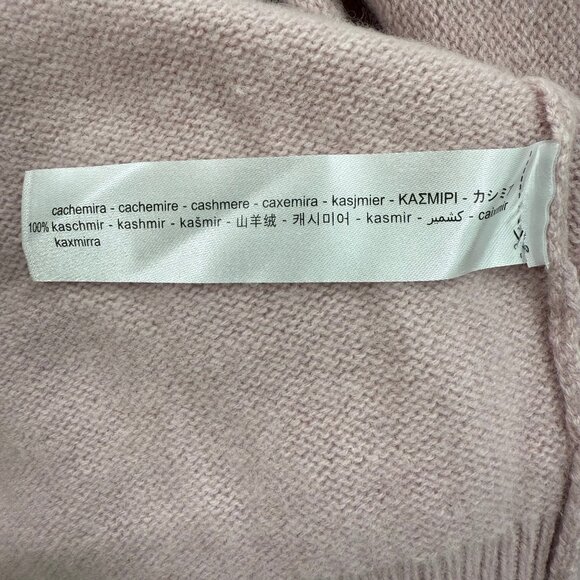 cachemira - cachemire - cashmere - caxemira - kasjmier - ΚΑΣΜΙΡΙ - カシミ
100% kaschmir - kashmir - kašmir - 山羊绒 - 캐시미어 - kasmir - كشمير -
kaxmirra